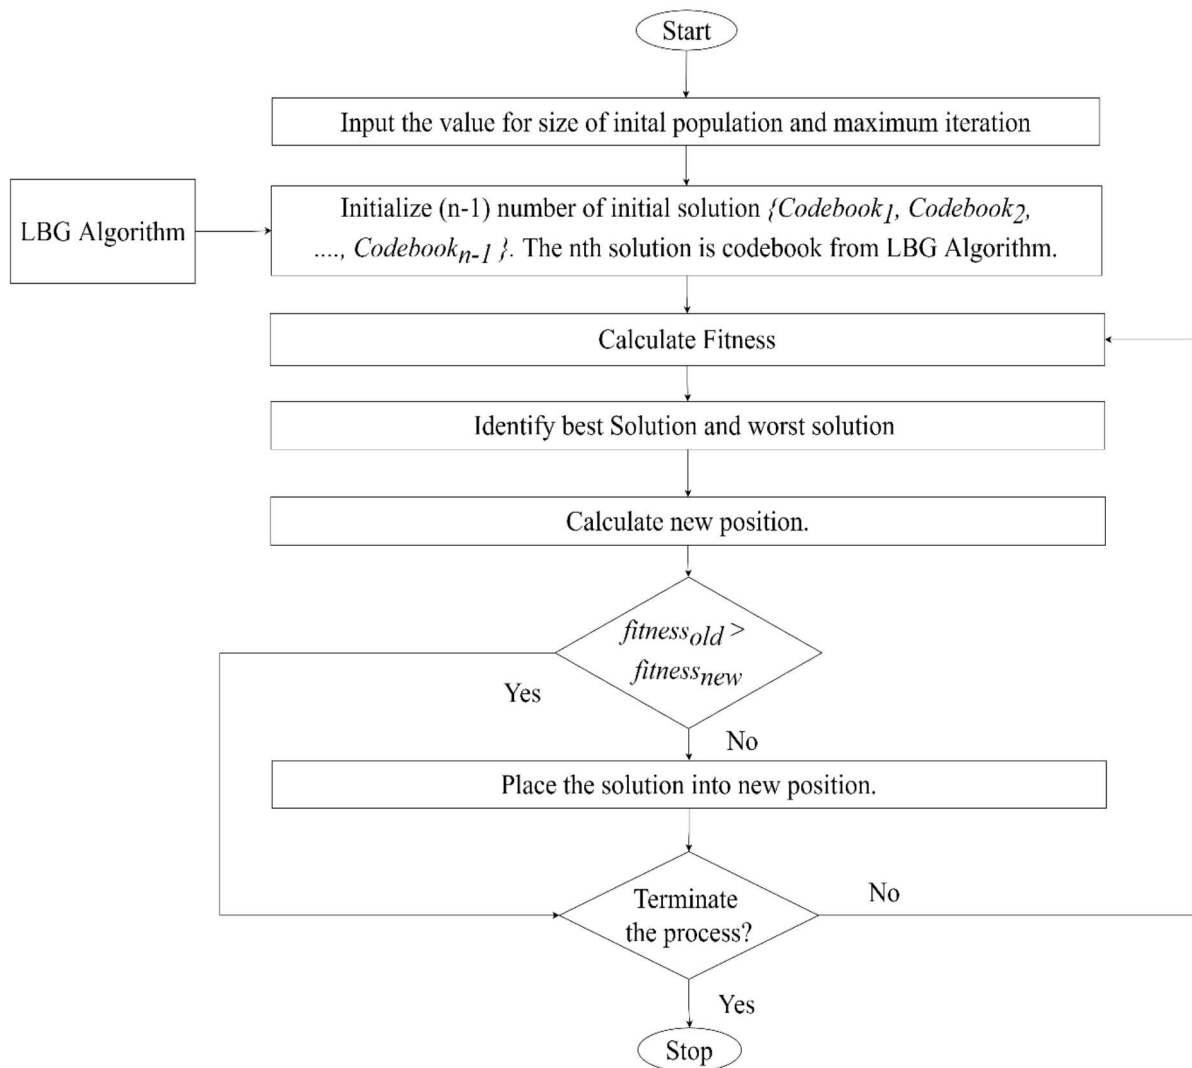 Start
Input the value for size of inital population and maximum iteration
LBG Algorithm
Initialize (n-1) number of initial solution {Codebook1, Codebook2,
...., Codebookn-1 }. The nth solution is codebook from LBG Algorithm.
Calculate Fitness
Identify best Solution and worst solution
Calculate new position.
fitnessold >
fitnessnew
Yes
No
Place the solution into new position.
Terminate
the process?
No
Yes
Stop